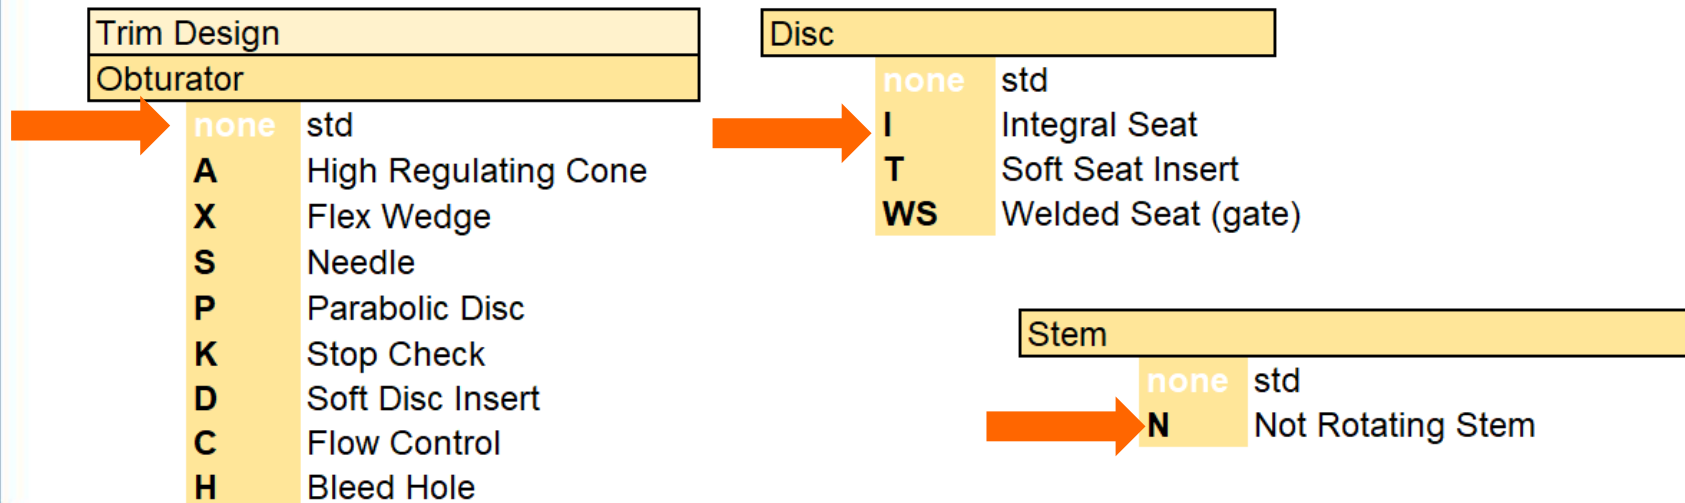 Trim Design
Obturator
none std
A High Regulating Cone
X Flex Wedge
S Needle
P Parabolic Disc
K Stop Check
D Soft Disc Insert
C Flow Control
H Bleed Hole
Disc
none std
I Integral Seat
T Soft Seat Insert
WS Welded Seat (gate)
Stem
none std
N Not Rotating Stem